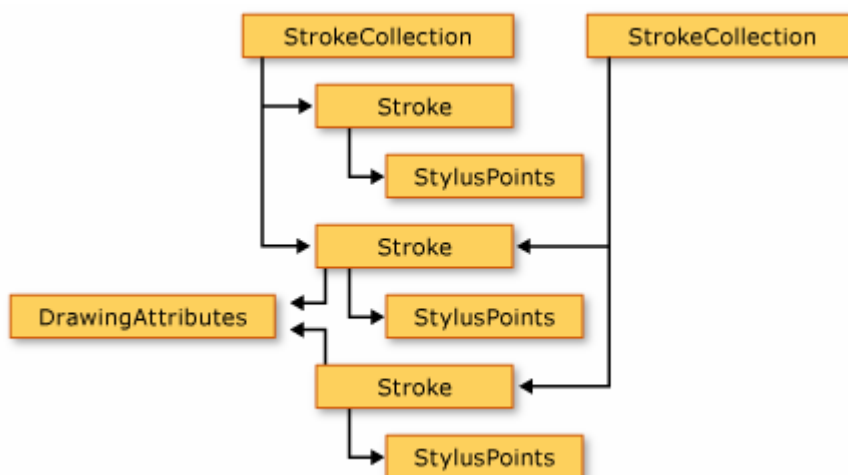 StrokeCollection
StrokeCollection
Stroke
StylusPoints
Stroke
DrawingAttributes
StylusPoints
Stroke
StylusPoints